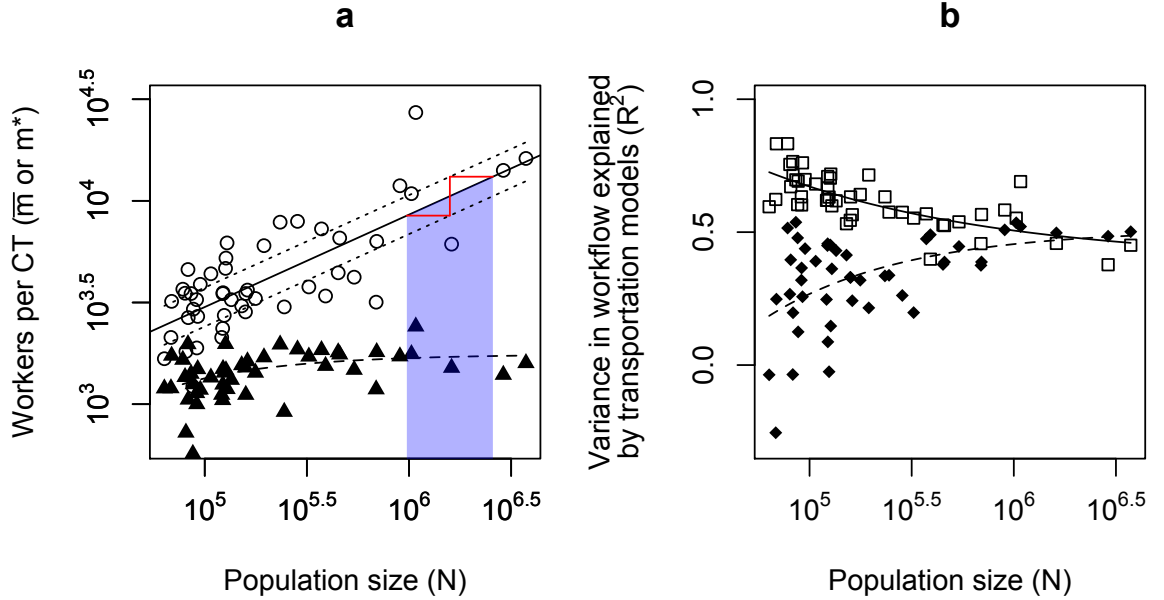 a
Workers per CT (m̅ or m*)
10^4.5
10^4
10^3.5
10^3
10^5
10^5.5
10^6
10^6.5
Population size (N)
b
Variance in workflow explained
by transportation models (R²)
1.0
0.5
0.0
10^5
10^5.5
10^6
10^6.5
Population size (N)